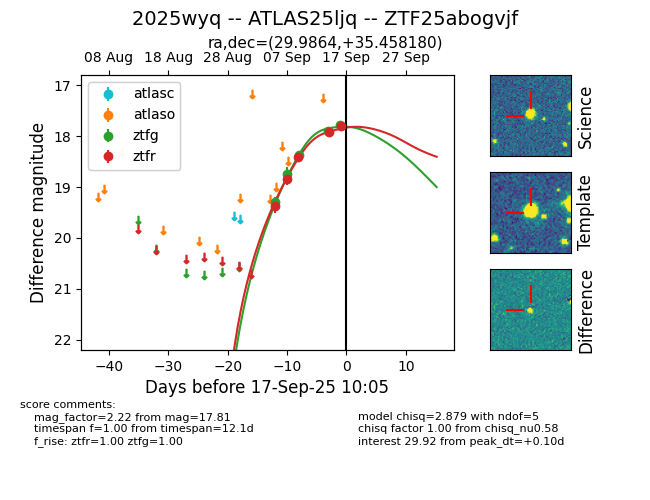 2025wyq -- ATLAS25ljq -- ZTF25abogvjf
ra,dec=(29.9864,+35.458180)
08 Aug 18 Aug 28 Aug 07 Sep 17 Sep 27 Sep
atlasc
atlaso
ztfg
ztfr
17
18
19
20
21
22
Difference magnitude
−40 −30 −20 −10 0 10
Days before 17-Sep-25 10:05
Science
Template
Difference
score comments:
mag_factor=2.22 from mag=17.81
timespan f=1.00 from timespan=12.1d
f_rise: ztfr=1.00 ztfg=1.00
model chisq=2.879 with ndof=5
chisq factor 1.00 from chisq_nu0.58
interest 29.92 from peak_dt=+0.10d